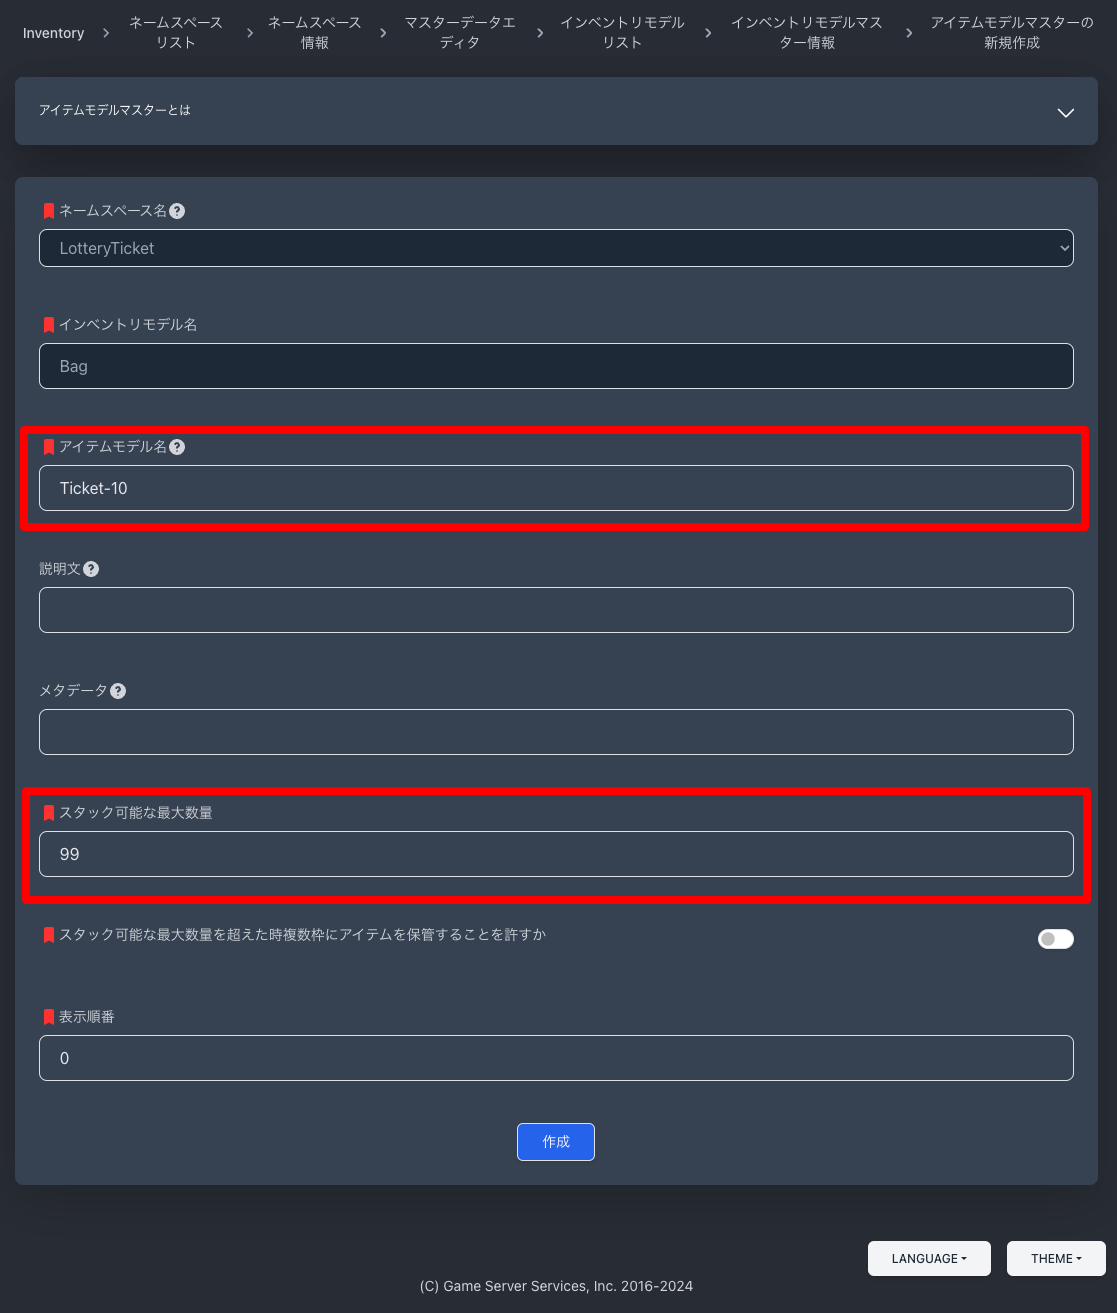 Inventory
ネームスペース
リスト
ネームスペース
情報
マスターデータエ
ディタ
インベントリモデル
リスト
インベントリモデルマス
ター情報
アイテムモデルマスターの
新規作成
アイテムモデルマスターとは
ネームスペース名
LotteryTicket
インベントリモデル名
Bag
アイテムモデル名
Ticket-10
説明文
メタデータ
スタック可能な最大数量
99
スタック可能な最大数量を超えた時複数枠にアイテムを保管することを許すか
表示順番
0
作成
LANGUAGE
THEME
(C) Game Server Services, Inc. 2016-2024